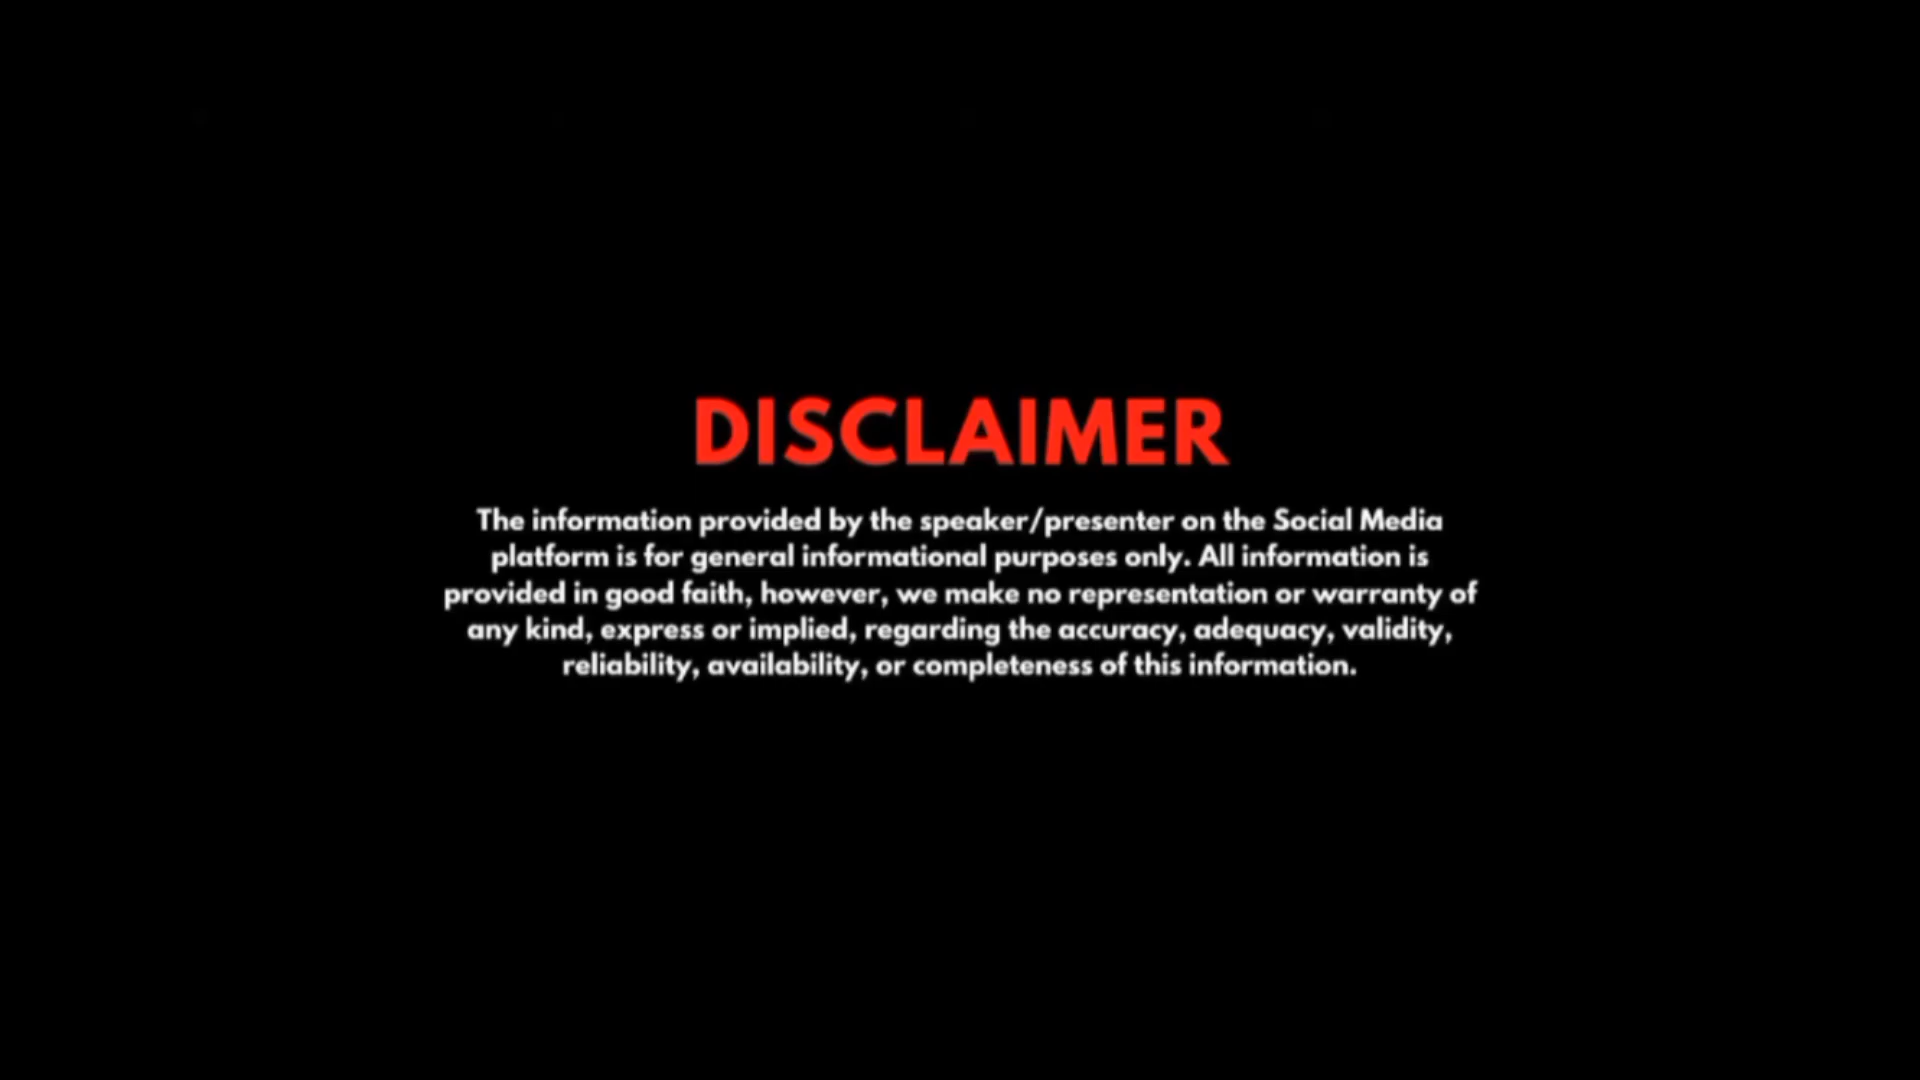 DISCLAIMER
The information provided by the speaker/presenter on the Social Media
platform is for general informational purposes only. All information is
provided in good faith, however, we make no representation or warranty of
any kind, express or implied, regarding the accuracy, adequacy, validity,
reliability, availability, or completeness of this information.